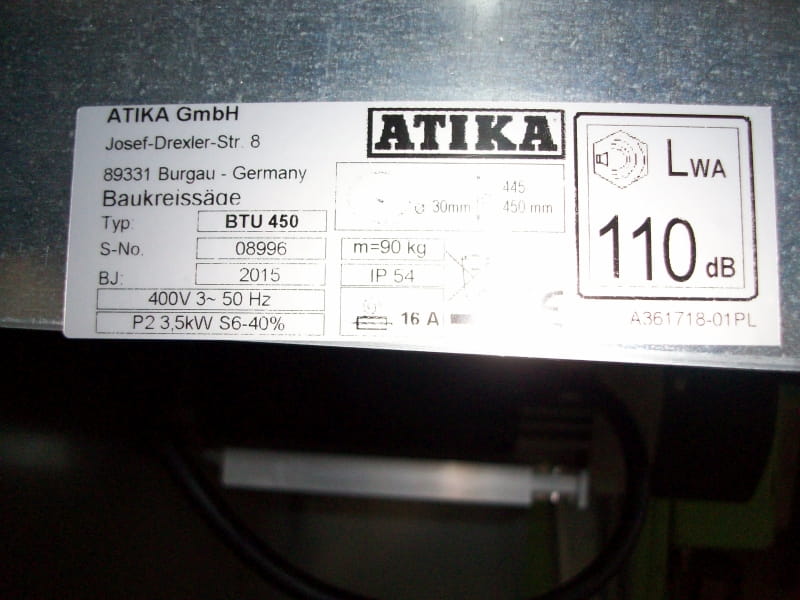 ATIKA GmbH
Josef-Drexler-Str. 8
89331 Burgau - Germany
Baukreissäge
Typ: BTU 450
S-No. 08996
BJ: 2015
400V 3~ 50 Hz
P2 3,5kW S6-40%
ATIKA
30mm
445
450 mm
m=90 kg
IP 54
16 A
CE
LWA
110 dB
A361718-01PL